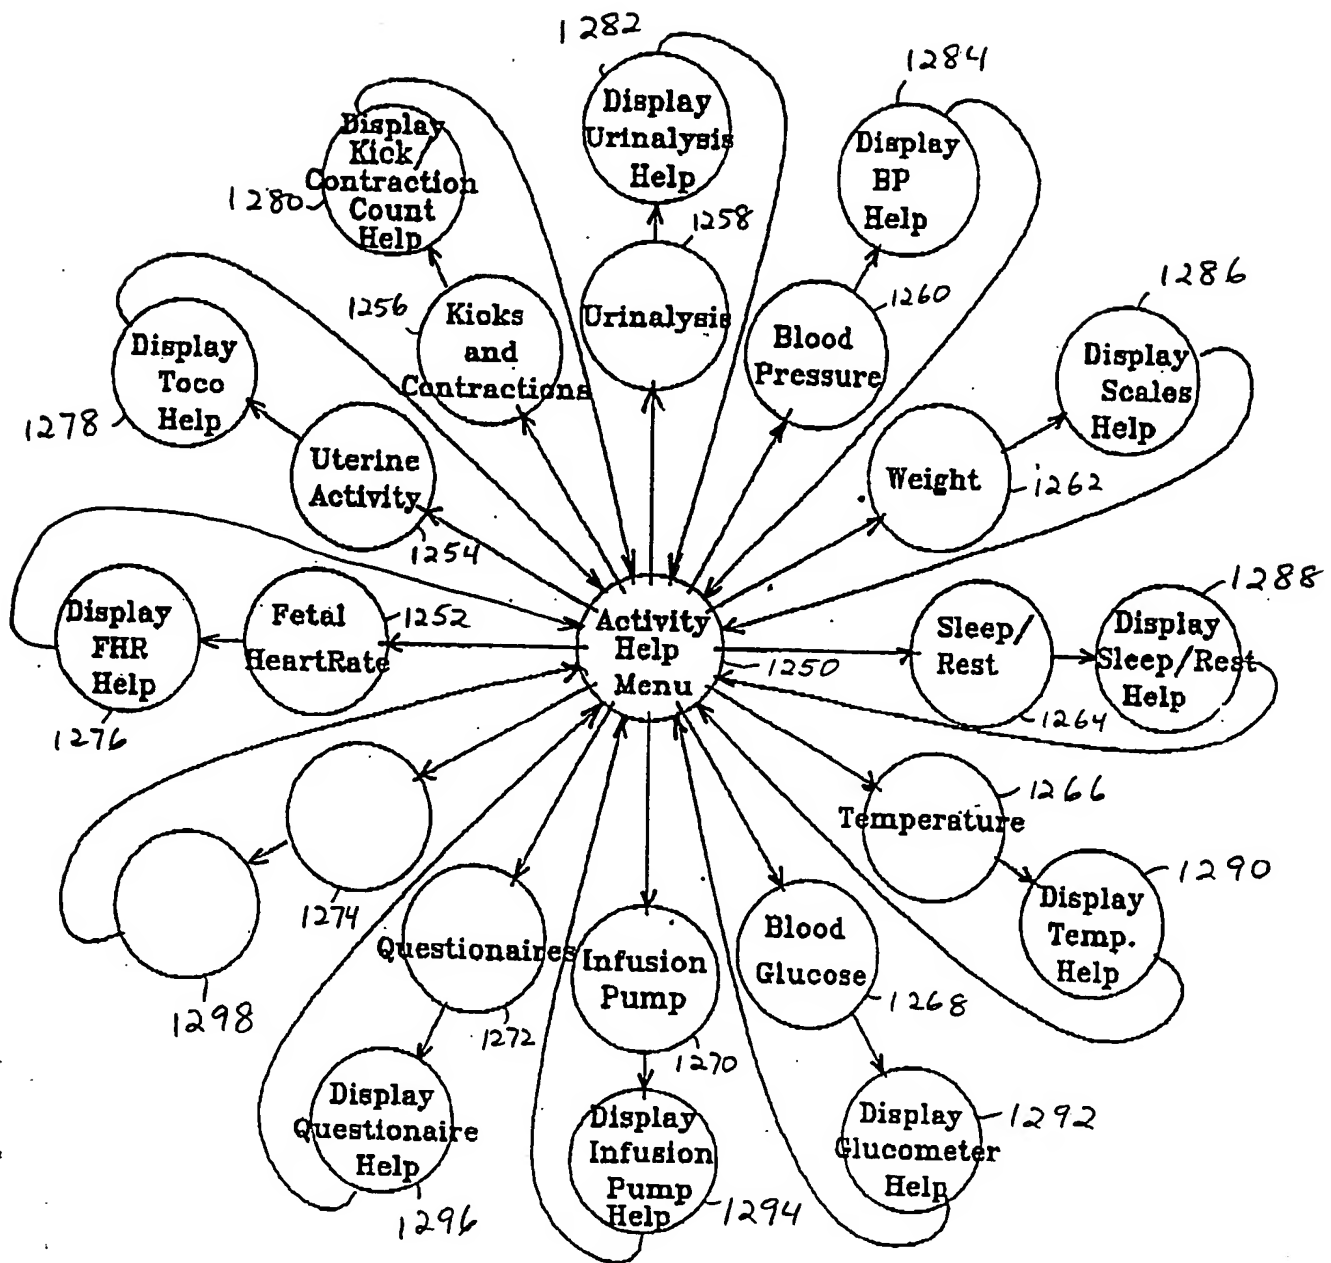 1282
Display
Urinalysis
Help
1284
Display
BP
Help
Display
Kick/
Contraction
Count
Help
1280
1258
Urinalysis
1256
Kioks
and
Contractions
1260
Blood
Pressure
1286
Display
Scales
Help
Display
Toco
Help
1278
Uterine
Activity
1254
Weight
1262
Display
FHR
Help
1276
Fetal
HeartRate
1252
Activity
Help
Menu
1250
Sleep/
Rest
1264
1288
Display
Sleep/Rest
Help
1274
1298
Temperature
1266
1290
Display
Temp.
Help
Questionaires
1272
Infusion
Pump
1270
Blood
Glucose
1268
Display
Questionaire
Help
1296
Display
Infusion
Pump
Help
1294
Display
Glucometer
Help
1292